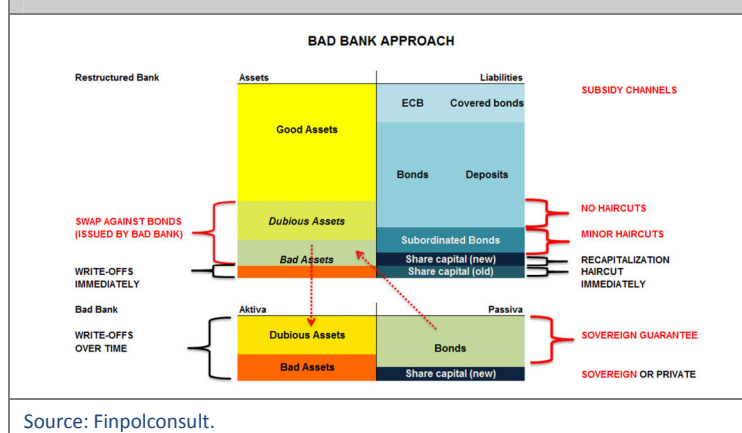 BAD BANK APPROACH
Restructured Bank
Assets
Liabilities
SUBSIDY CHANNELS
ECB
Covered bonds
Good Assets
Bonds
Deposits
SWAP AGAINST BONDS
(ISSUED BY BAD BANK)
Dubious Assets
NO HAIRCUTS
Subordinated Bonds
MINOR HAIRCUTS
Bad Assets
Share capital (new)
RECAPITALIZATION
WRITE-OFFS
IMMEDIATELY
Share capital (old)
HAIRCUT
IMMEDIATELY
Bad Bank
Aktiva
Passiva
WRITE-OFFS
OVER TIME
Dubious Assets
Bonds
SOVEREIGN GUARANTEE
Bad Assets
Share capital (new)
SOVEREIGN OR PRIVATE
Source: Finpolconsult.